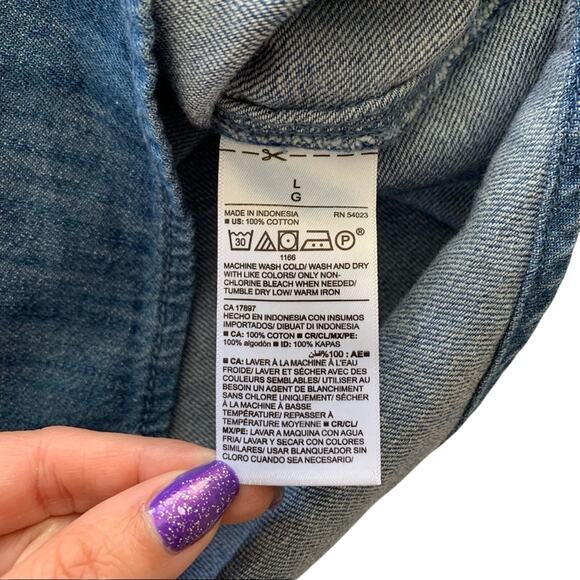 L
G
MADE IN INDONESIA RN 54023
■ US: 100% COTTON
30 P ®
1166
MACHINE WASH COLD/ WASH AND DRY
WITH LIKE COLORS/ ONLY NON-
CHLORINE BLEACH WHEN NEEDED/
TUMBLE DRY LOW/ WARM IRON
CA 17897
HECHO EN INDONESIA CON INSUMOS
IMPORTADOS/ DIBUAT DI INDONESIA
■ CA: 100% COTON ■ CR/CL/MX/PE:
100% algodón ■ ID: 100% KAPAS
%100 : AE ■
■ CA: LAVER À LA MACHINE À L'EAU
FROIDE/ LAVER ET SÉCHER AVEC DES
COULEURS SEMBLABLES/ UTILISER AU
BESOIN UN AGENT DE BLANCHIMENT
SANS CHLORE UNIQUEMENT/ SÉCHER
À LA MACHINE À BASSE
TEMPÉRATURE/ REPASSER À
TEMPÉRATURE MOYENNE ■ CR/CL/
MX/PE: LAVAR A MAQUINA CON AGUA
FRIA/ LAVAR Y SECAR CON COLORES
SIMILARES/ USAR BLANQUEADOR SIN
CLORO CUANDO SEA NECESARIO/